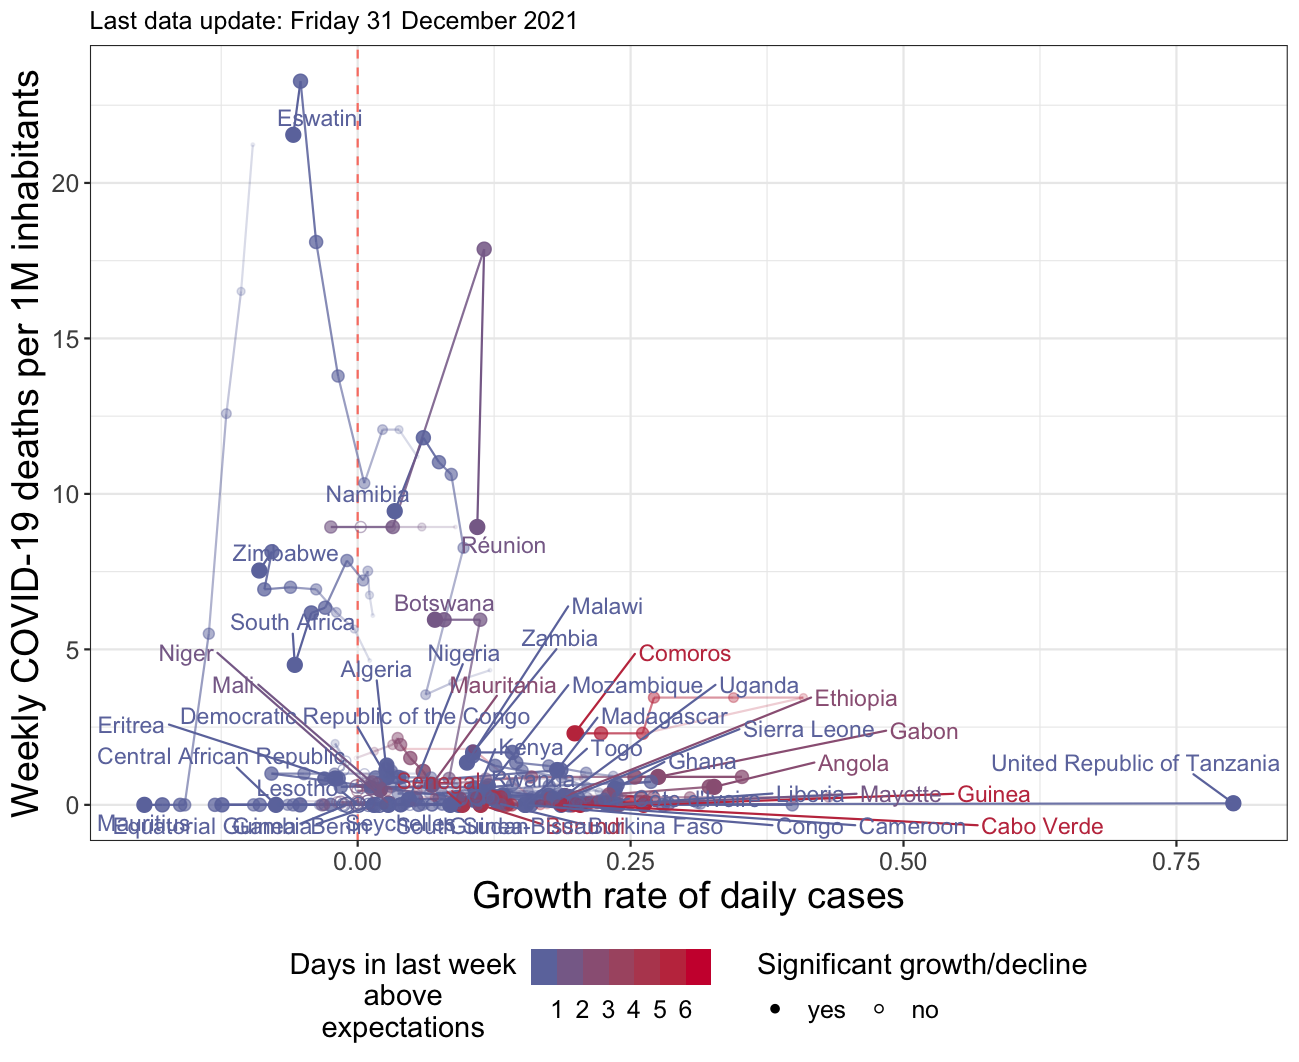 Last data update: Friday 31 December 2021
Weekly COVID-19 deaths per 1M inhabitants
20
15
10
5
0
Eswatini
Namibia
Réunion
Zimbabwe
Botswana
Malawi
South Africa
Zambia
Niger
Nigeria
Comoros
Algeria
Mali
Mauritania
Mozambique
Uganda
Ethiopia
Democratic Republic of the Congo
Madagascar
Eritrea
Sierra Leone
Gabon
Kenya
Togo
Central African Republic
Ghana
Angola
United Republic of Tanzania
Senegal
Rwanda
Lesotho
Liberia
Mayotte
Guinea
Mauritius
Equatorial Guinea
Gambia
Benin
Seychelles
South Sudan
Guinea-Bissau
Burundi
Burkina Faso
Congo
Cameroon
Cabo Verde
0.00
0.25
0.50
0.75
Growth rate of daily cases
Days in last week
above
expectations
1 2 3 4 5 6
Significant growth/decline
yes
no